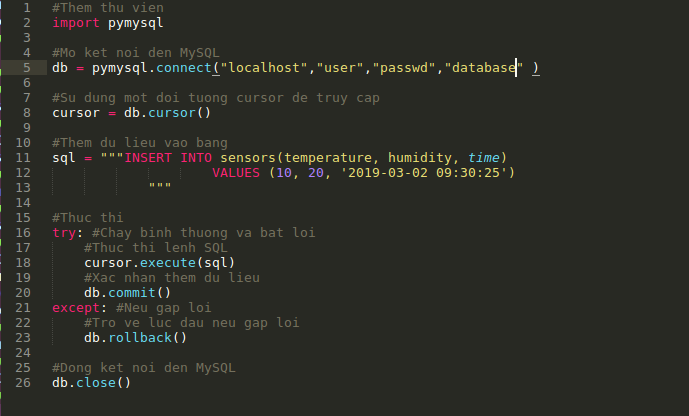 1 #Them thu vien
2 import pymysql
3
4 #Mo ket noi den MySQL
5 db = pymysql.connect("localhost","user","passwd","database" )
6
7 #Su dung mot doi tuong cursor de truy cap
8 cursor = db.cursor()
9
10 #Them du lieu vao bang
11 sql = """INSERT INTO sensors(temperature, humidity, time)
12 VALUES (10, 20, '2019-03-02 09:30:25')
13 """
14
15 #Thuc thi
16 try: #Chay binh thuong va bat loi
17 #Thuc thi lenh SQL
18 cursor.execute(sql)
19 #Xac nhan them du lieu
20 db.commit()
21 except: #Neu gap loi
22 #Tro ve luc dau neu gap loi
23 db.rollback()
24
25 #Dong ket noi den MySQL
26 db.close()